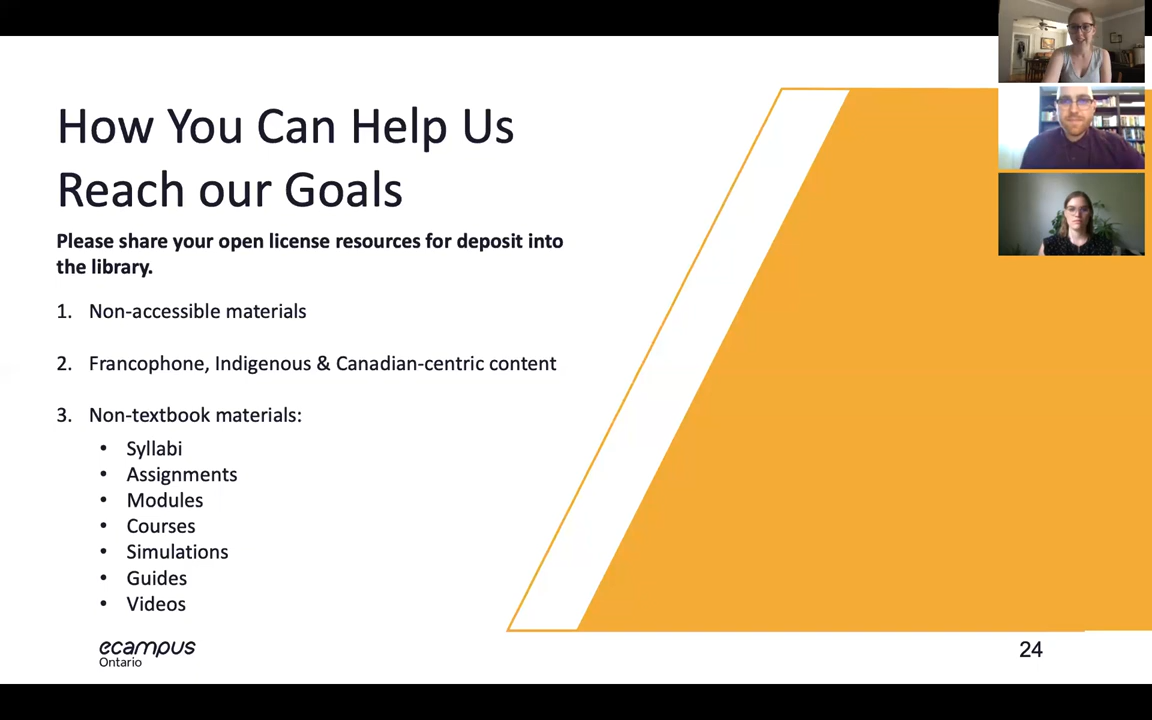 How You Can Help Us
Reach our Goals
Please share your open license resources for deposit into
the library.
1. Non-accessible materials
2. Francophone, Indigenous & Canadian-centric content
3. Non-textbook materials:
• Syllabi
• Assignments
• Modules
• Courses
• Simulations
• Guides
• Videos
ecampus
Ontario
24